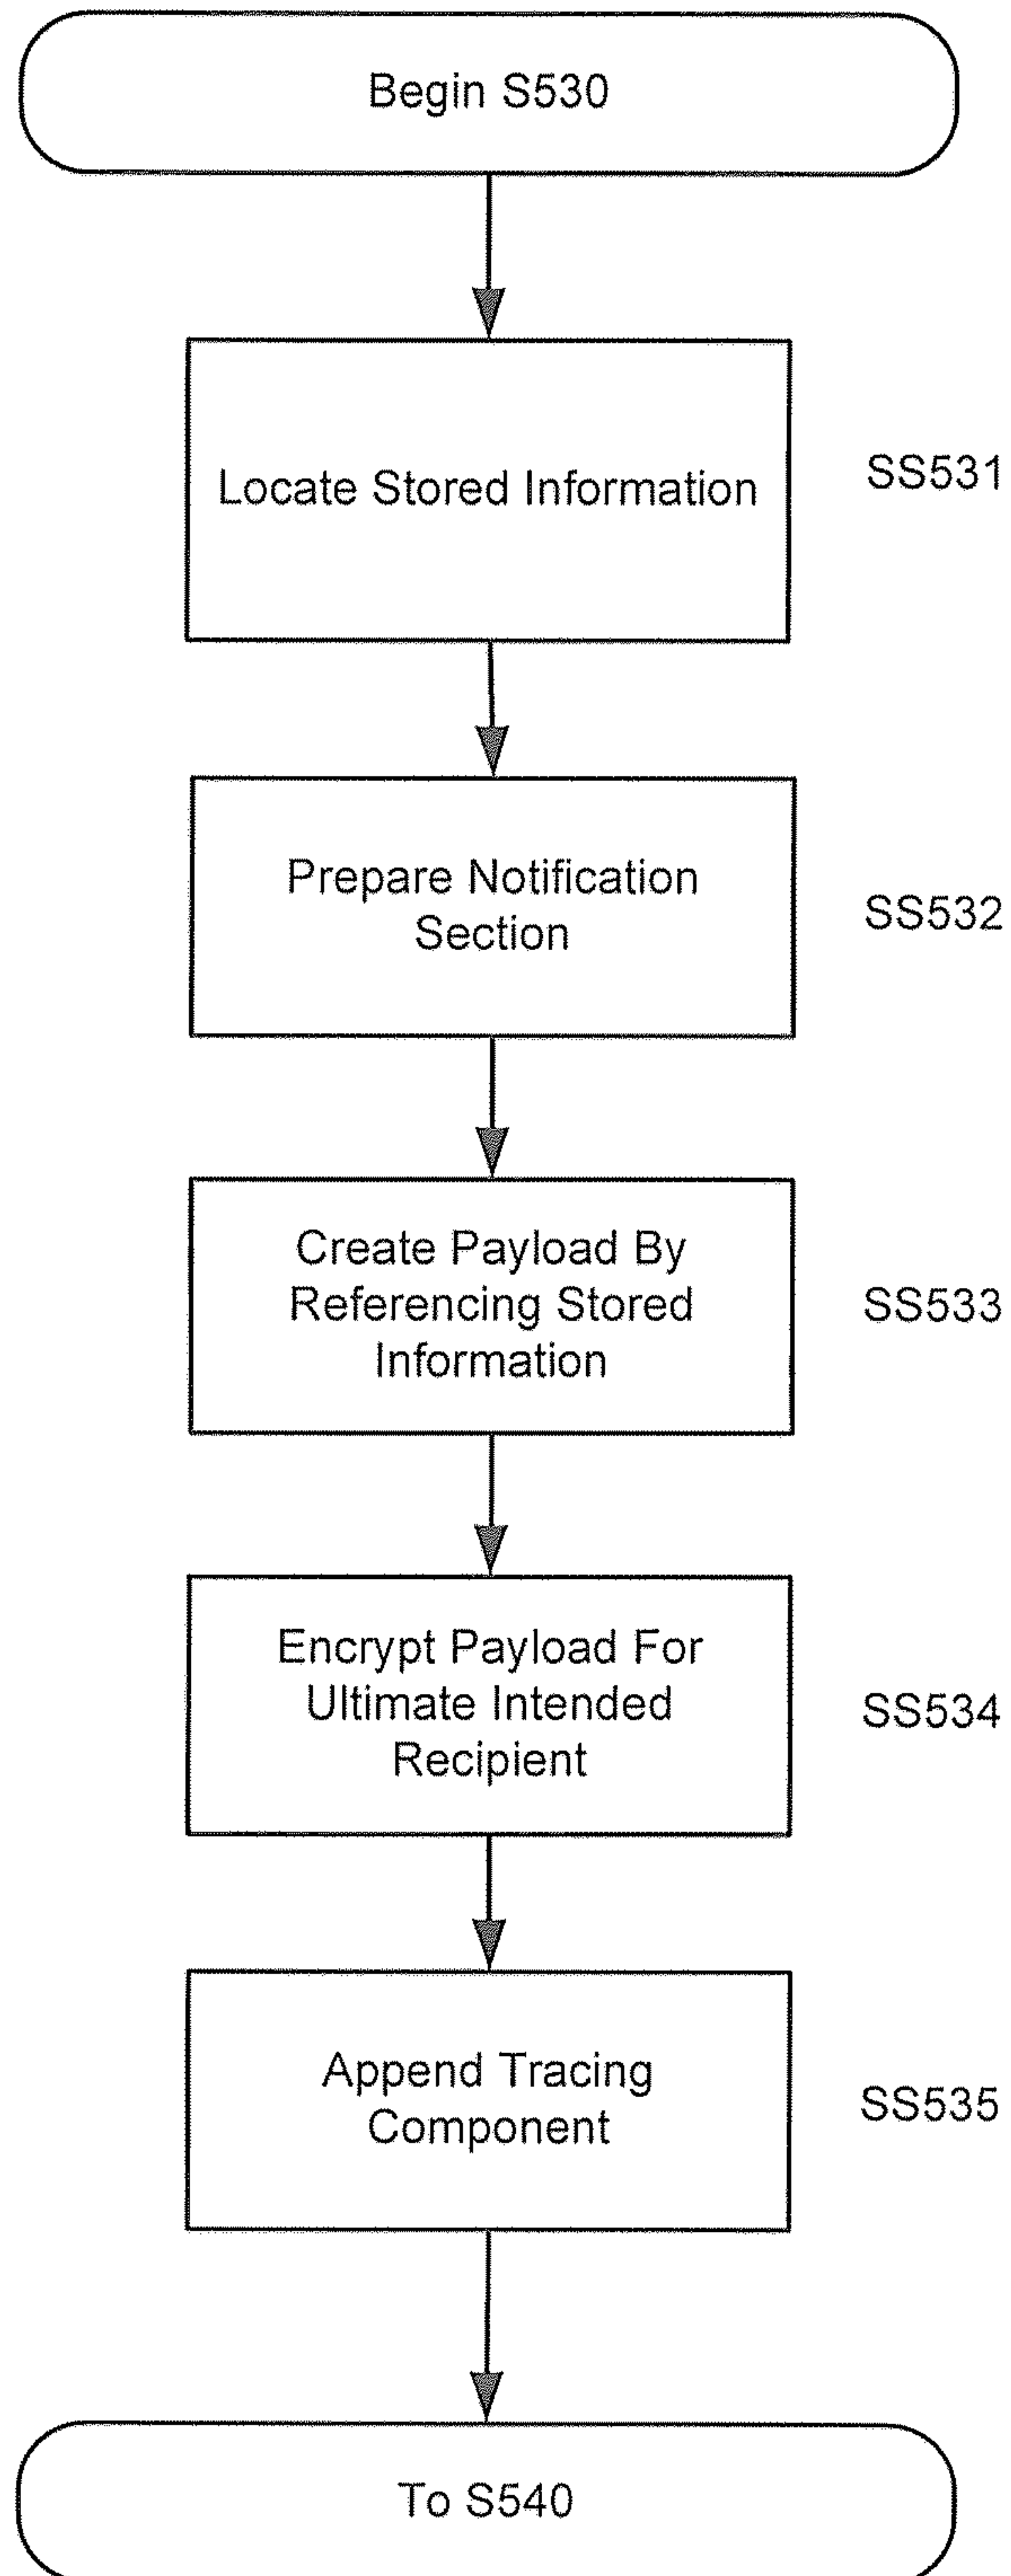 Begin S530
Locate Stored Information
SS531
Prepare Notification
Section
SS532
Create Payload By
Referencing Stored
Information
SS533
Encrypt Payload For
Ultimate Intended
Recipient
SS534
Append Tracing
Component
SS535
To S540